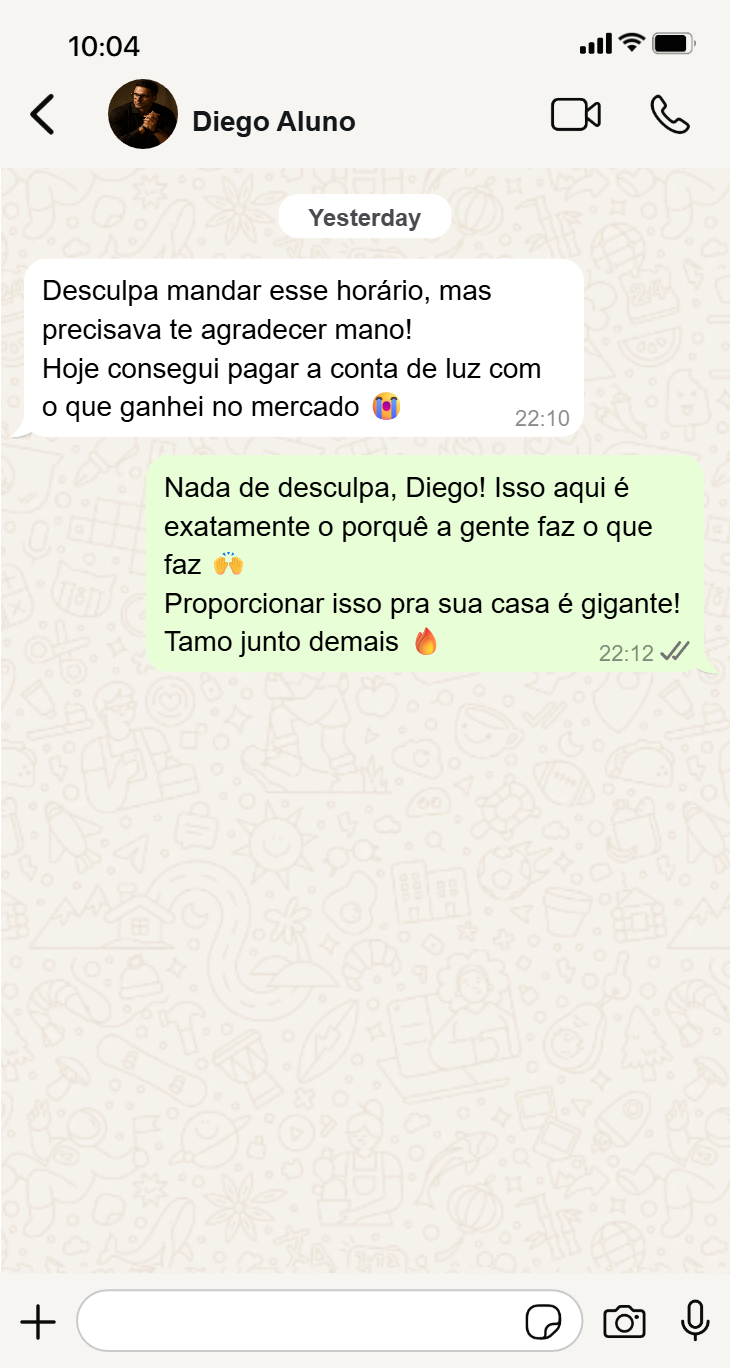 10:04
Diego Aluno
Yesterday
Desculpa mandar esse horário, mas
precisava te agradecer mano!
Hoje consegui pagar a conta de luz com
o que ganhei no mercado 😭
22:10
Nada de desculpa, Diego! Isso aqui é
exatamente o porquê a gente faz o que
faz 🙌
Proporcionar isso pra sua casa é gigante!
Tamo junto demais 🔥
22:12